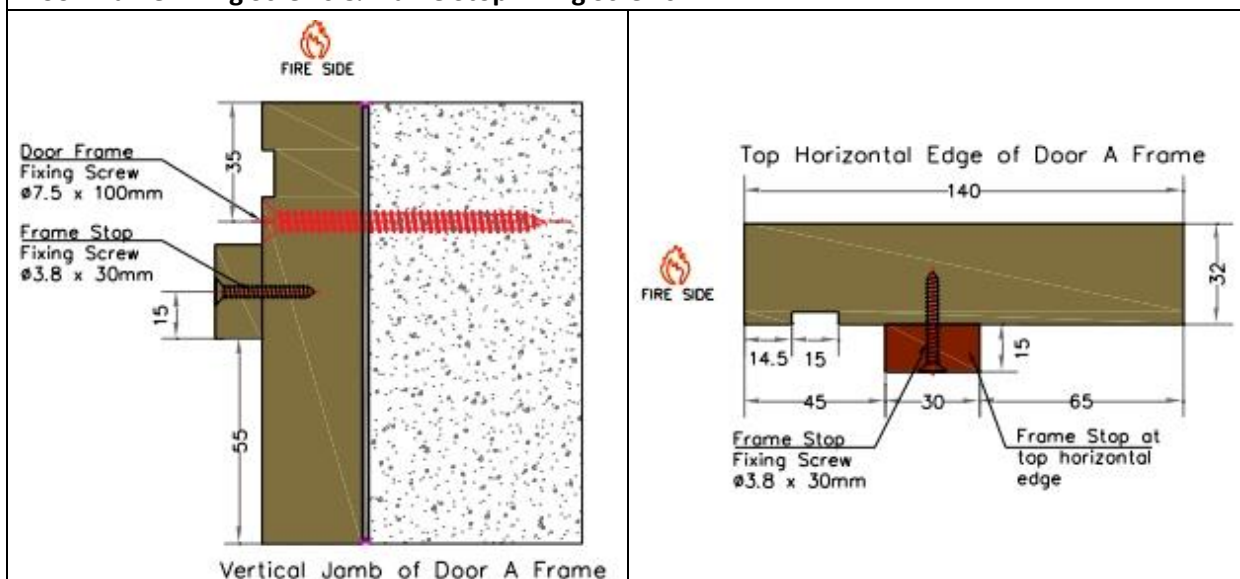 FIRE SIDE
35
Door Frame
Fixing Screw
ø7.5 x 100mm
Frame Stop
Fixing Screw
ø3.8 x 30mm
15
55
Vertical Jamb of Door A Frame
Top Horizontal Edge of Door A Frame
140
FIRE SIDE
32
14.5 15
15
45 30 65
Frame Stop
Fixing Screw
ø3.8 x 30mm
Frame Stop at
top horizontal
edge